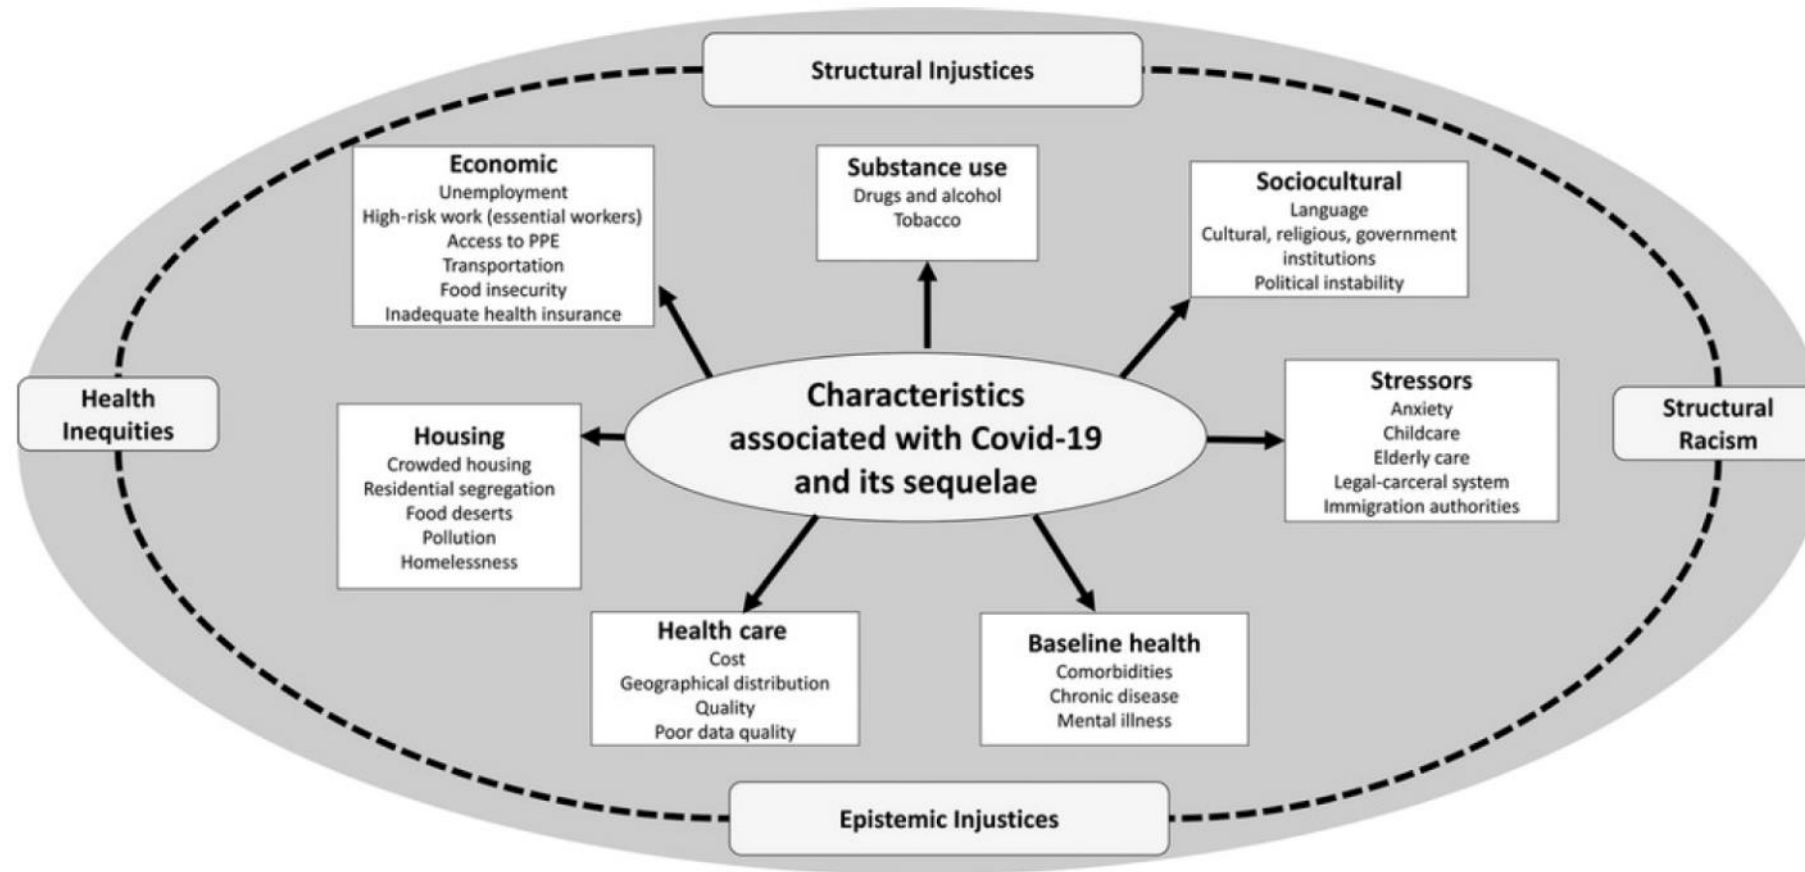 Structural Injustices
Economic
Unemployment
High-risk work (essential workers)
Access to PPE
Transportation
Food insecurity
Inadequate health insurance
Substance use
Drugs and alcohol
Tobacco
Sociocultural
Language
Cultural, religious, government
institutions
Political instability
Health
Inequities
Housing
Crowded housing
Residential segregation
Food deserts
Pollution
Homelessness
Characteristics
associated with Covid-19
and its sequelae
Stressors
Anxiety
Childcare
Elderly care
Legal-carceral system
Immigration authorities
Structural
Racism
Health care
Cost
Geographical distribution
Quality
Poor data quality
Baseline health
Comorbidities
Chronic disease
Mental illness
Epistemic Injustices